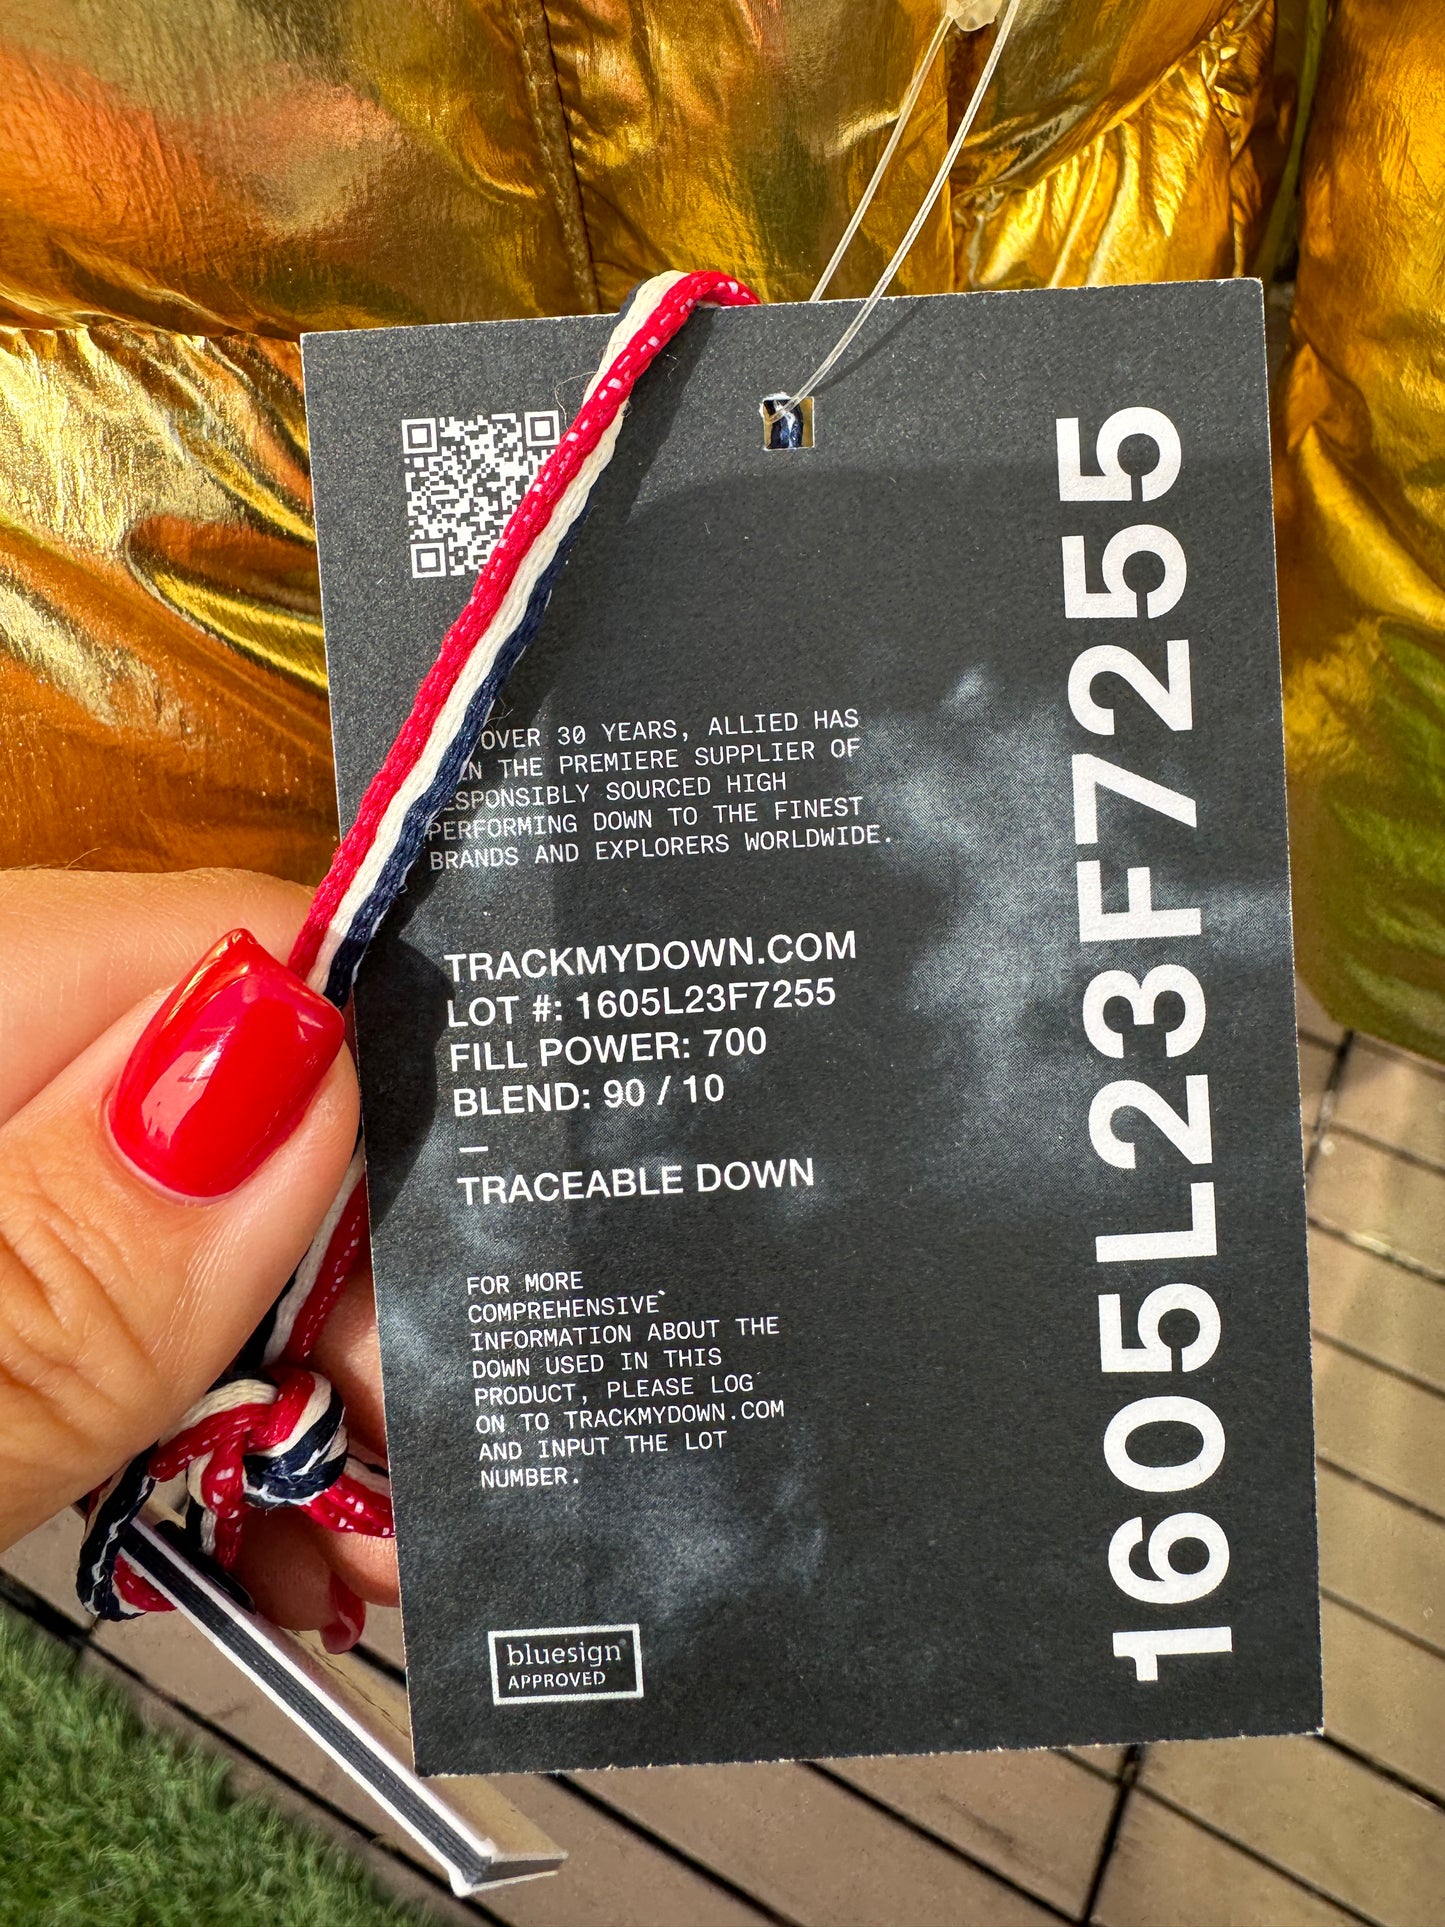 OVER 30 YEARS, ALLIED HAS
THE PREMIERE SUPPLIER OF
SPONSIBLY SOURCED HIGH
PERFORMING DOWN TO THE FINEST
BRANDS AND EXPLORERS WORLDWIDE.
TRACKMYDOWN.COM
LOT #: 1605L23F7255
FILL POWER: 700
BLEND: 90 / 10
–
TRACEABLE DOWN
FOR MORE
COMPREHENSIVE
INFORMATION ABOUT THE
DOWN USED IN THIS
PRODUCT, PLEASE LOG
ON TO TRACKMYDOWN.COM
AND INPUT THE LOT
NUMBER.
bluesign®
APPROVED
1605L23F7255